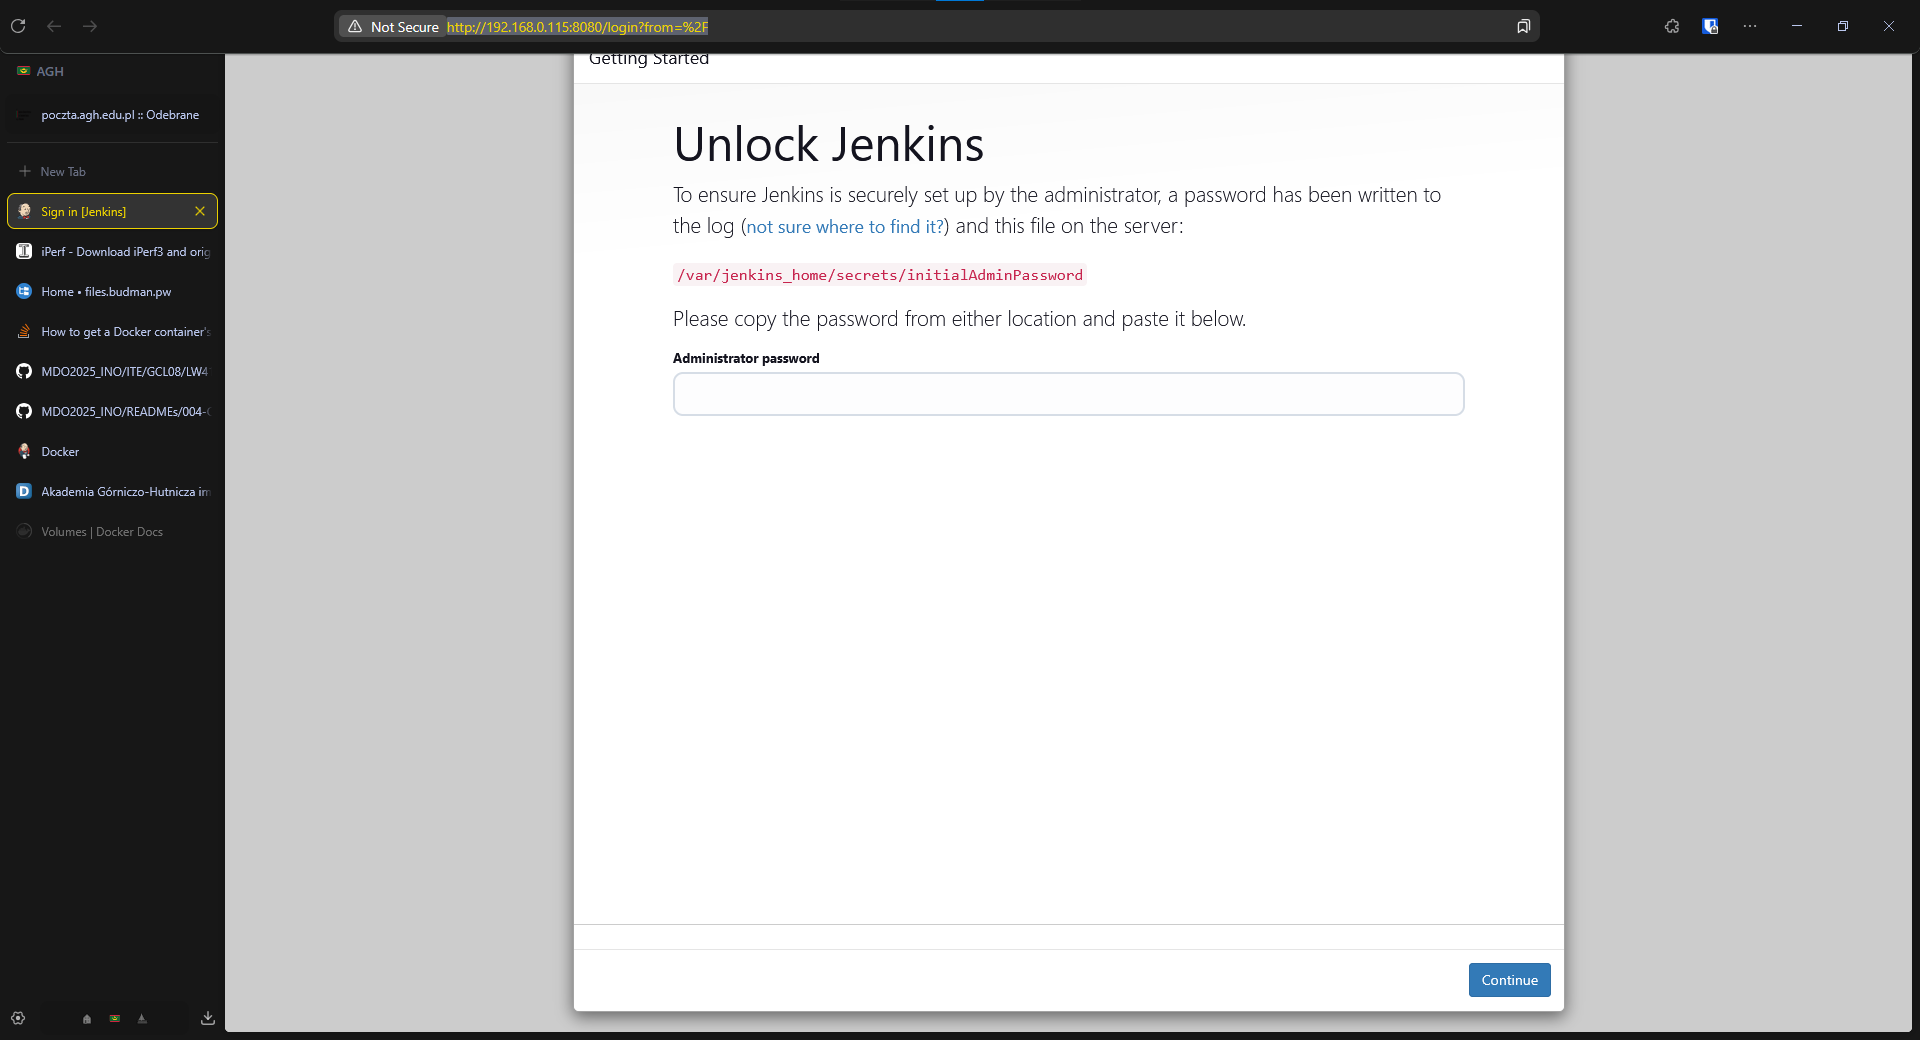 Not Secure http://192.168.0.115:8080/login?from=%2F
AGH
poczta.agh.edu.pl :: Odebrane
New Tab
Sign in [Jenkins]
iPerf - Download iPerf3 and orig
Home • files.budman.pw
How to get a Docker container's
MDO2025_INO/ITE/GCL08/LW4
MDO2025_INO/READMEs/004-
Docker
Akademia Górniczo-Hutnicza im
Volumes | Docker Docs
Getting Started
Unlock Jenkins
To ensure Jenkins is securely set up by the administrator, a password has been written to
the log (not sure where to find it?) and this file on the server:
/var/jenkins_home/secrets/initialAdminPassword
Please copy the password from either location and paste it below.
Administrator password
Continue